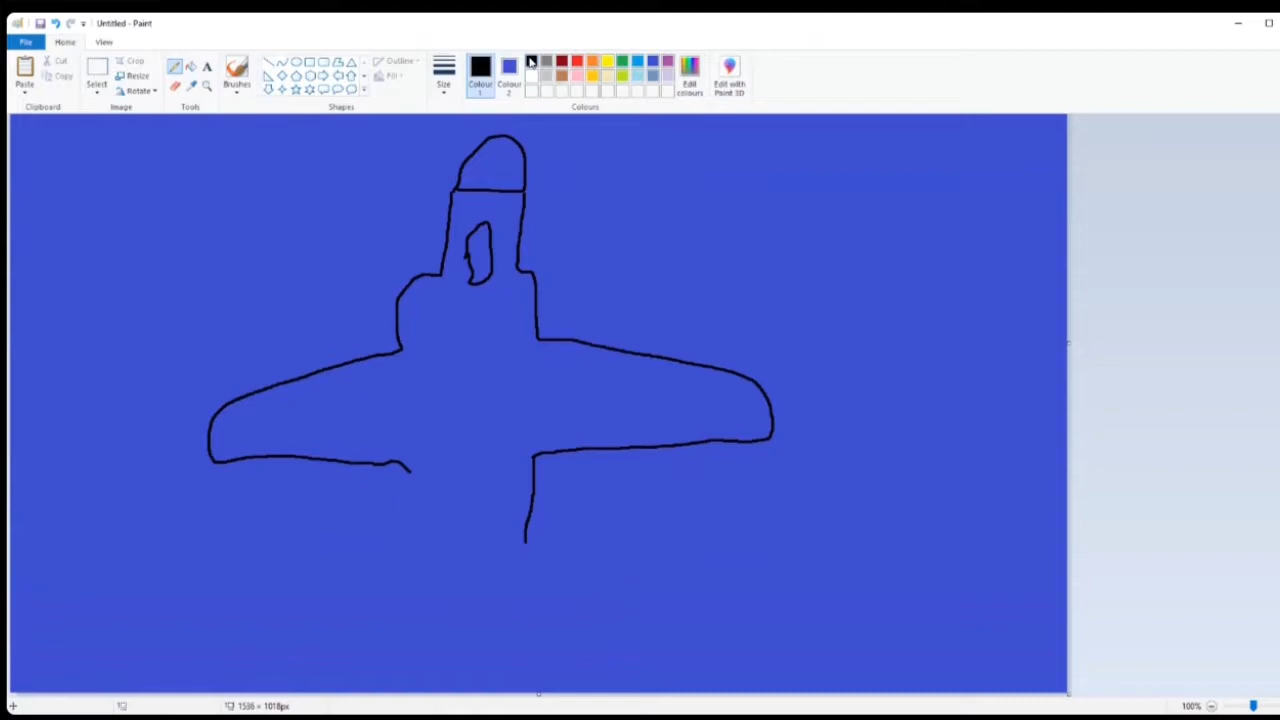 Untitled - Paint
File Home View
Paste
Cut
Copy
Clipboard
Select
Crop
Resize
Rotate
Image
Tools
Brushes
Shapes
Outline
Fill
Size
Colour 1
Colour 2
Edit colours
Colours
Edit with Paint 3D
1536 × 1018px
100%